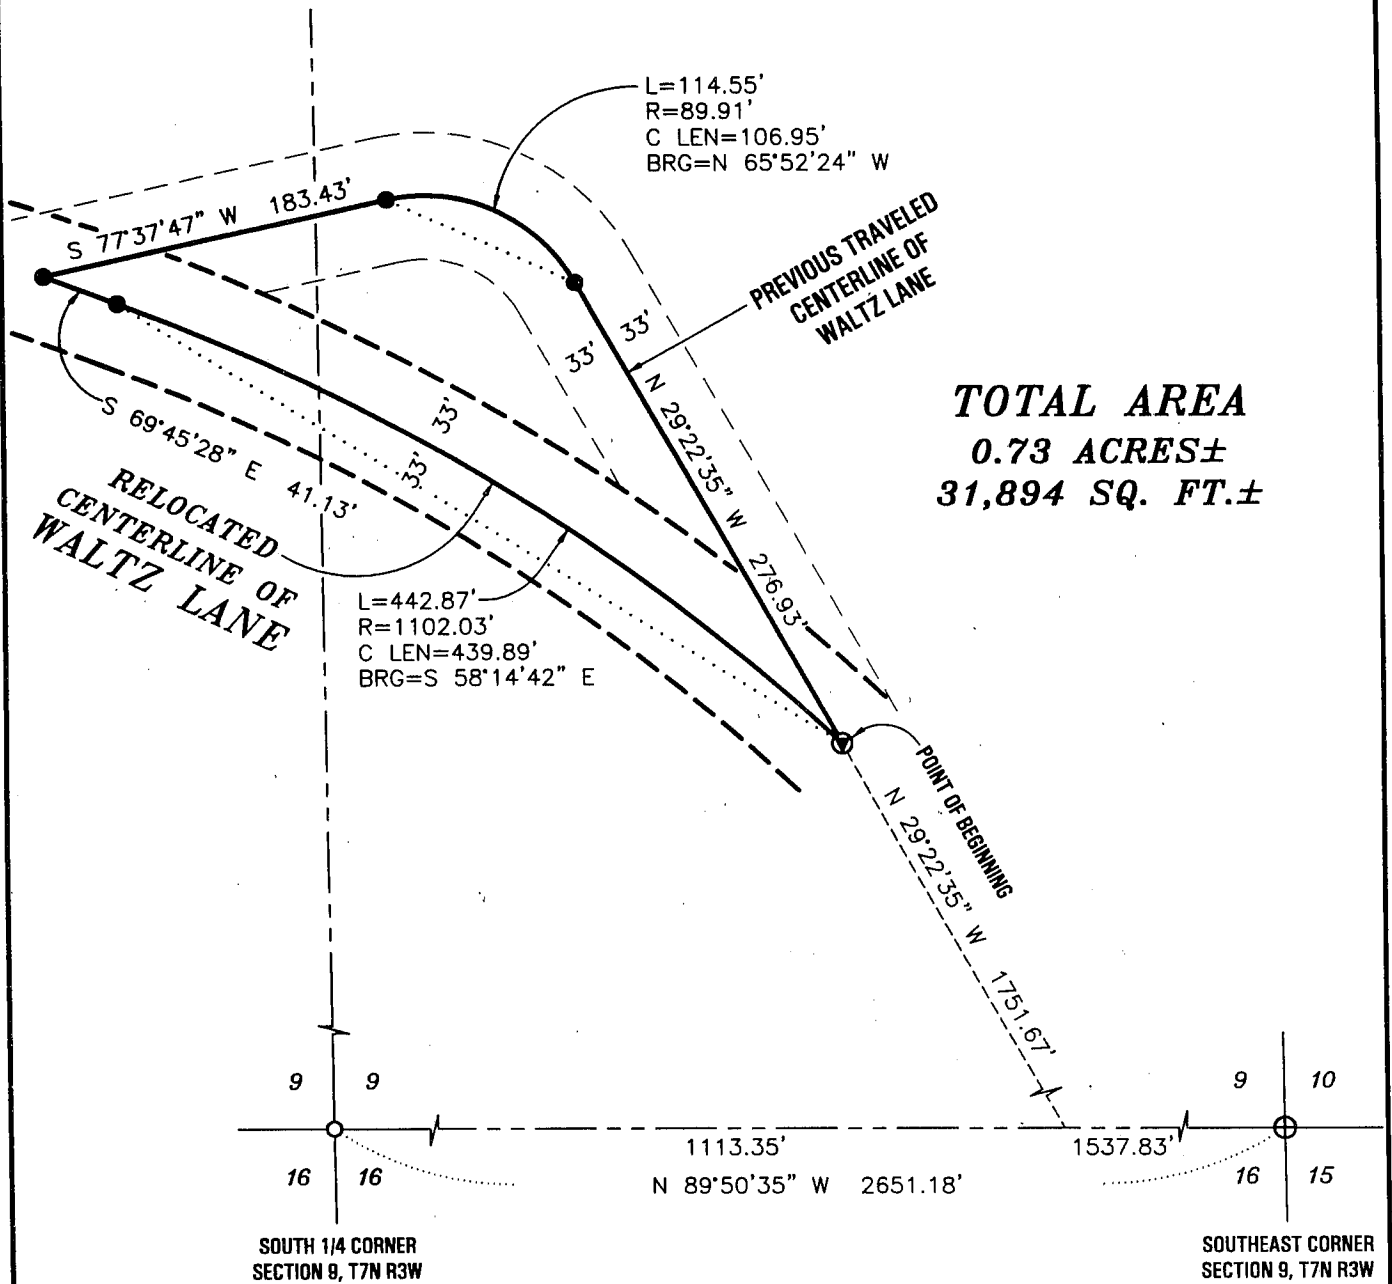 L=114.55'
R=89.91'
C LEN=106.95'
BRG=N 65°52'24" W
S 77°37'47" W 183.43'
PREVIOUS TRAVELED
CENTERLINE OF
WALTZ LANE
33'
33'
N 29°22'35" W 276.93'
TOTAL AREA
0.73 ACRES±
31,894 SQ. FT.±
33'
33'
S 69°45'28" E 41.13'
RELOCATED
CENTERLINE OF
WALTZ LANE
L=442.87'
R=1102.03'
C LEN=439.89'
BRG=S 58°14'42" E
POINT OF BEGINNING
N 29°22'35" W 1751.67'
9 9
9 10
1113.35'
1537.83'
16 16
N 89°50'35" W 2651.18'
16 15
SOUTH 1/4 CORNER
SECTION 9, T7N R3W
SOUTHEAST CORNER
SECTION 9, T7N R3W